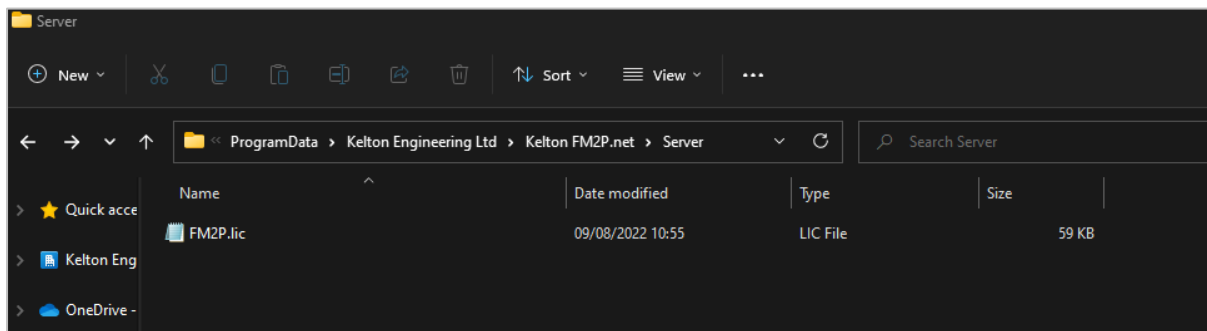 Server
New Sort View ...
« ProgramData > Kelton Engineering Ltd > Kelton FM2P.net > Server Search Server
Name Date modified Type Size
Quick acce
FM2P.lic 09/08/2022 10:55 LIC File 59 KB
Kelton Eng
OneDrive -